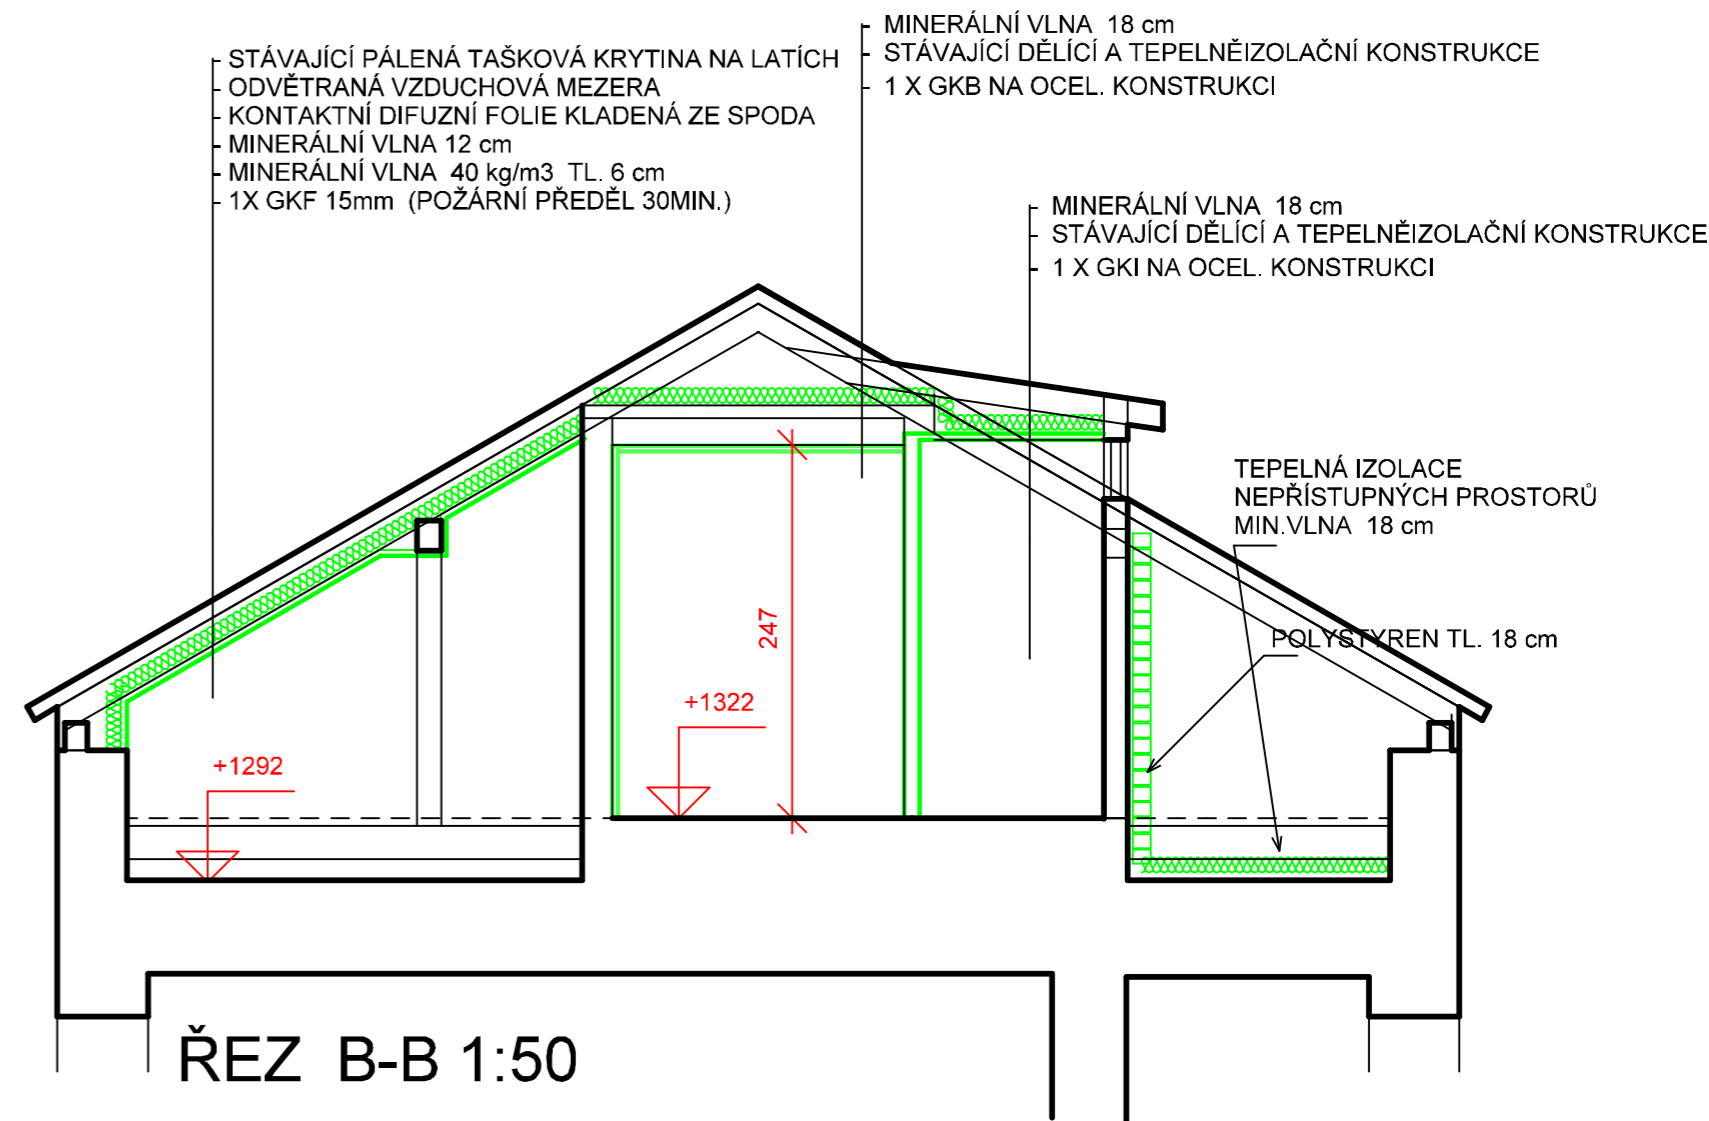 STÁVAJÍCÍ PÁLENÁ TAŠKOVÁ KRYTINA NA LATÍCH
ODVĚTRANÁ VZDUCHOVÁ MEZERA
KONTAKTNÍ DIFUZNÍ FOLIE KLADENÁ ZE SPODA
MINERÁLNÍ VLNA 12 cm
MINERÁLNÍ VLNA 40 kg/m3 TL. 6 cm
1X GKF 15mm (POŽÁRNÍ PŘEDĚL 30MIN.)
MINERÁLNÍ VLNA 18 cm
STÁVAJÍCÍ DĚLÍCÍ A TEPELNĚIZOLAČNÍ KONSTRUKCE
1 X GKB NA OCEL. KONSTRUKCI
MINERÁLNÍ VLNA 18 cm
STÁVAJÍCÍ DĚLÍCÍ A TEPELNĚIZOLAČNÍ KONSTRUKCE
1 X GKI NA OCEL. KONSTRUKCI
TEPELNÁ IZOLACE
NEPŘÍSTUPNÝCH PROSTORŮ
MIN.VLNA 18 cm
POLYSTYREN TL. 18 cm
247
+1322
+1292
ŘEZ B-B 1:50